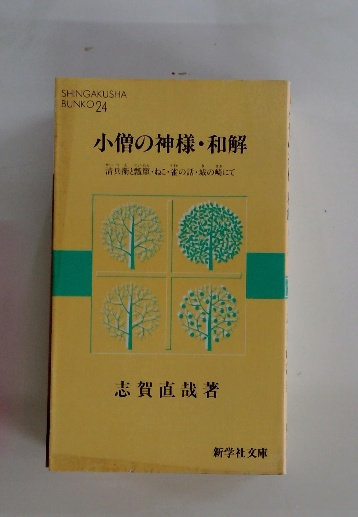 SHINGAKUSHA
BUNKO 24
小僧の神様・和解
清兵衛と瓢箪・ねこ・雀の話・城の崎にて
志賀直哉著
新学社文庫